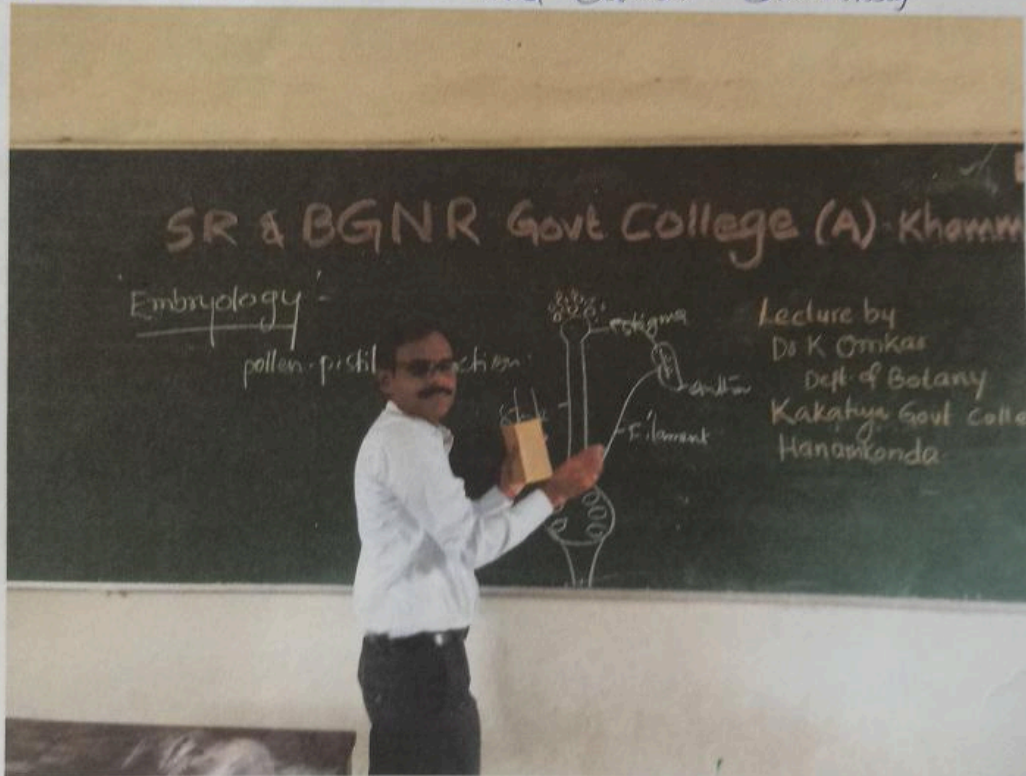 SR & BGNR Govt College (A) Khamm
'Embryology'-
pollen-pistil ction
stigma
Filament
Lecture by
Dr K Omkar
Dept. of Botany
Kakatiya Govt Colle
Hanamkonda